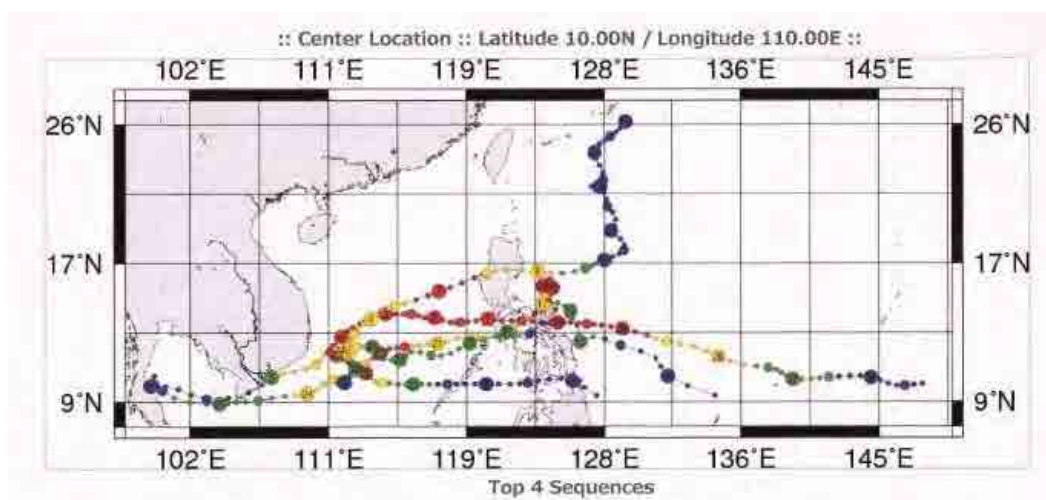 :: Center Location :: Latitude 10.00N / Longitude 110.00E ::
102°E 111°E 119°E 128°E 136°E 145°E
26°N 26°N
17°N 17°N
9°N 9°N
102°E 111°E 119°E 128°E 136°E 145°E
Top 4 Sequences